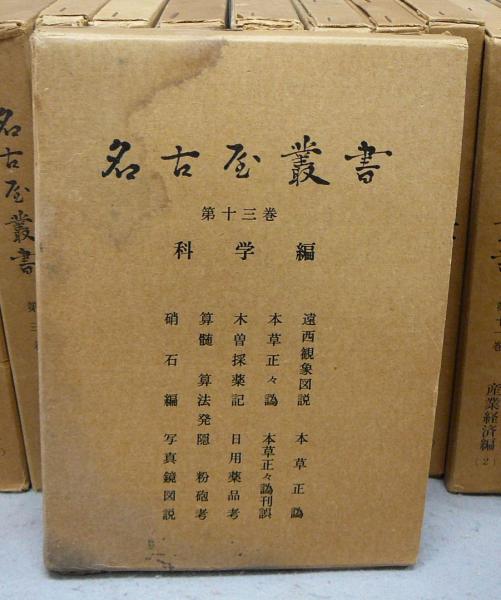 名古屋叢書
第十三巻
科学編
遠西観象図説 本草正譌
本草正々譌 本草正々譌刊誤
木曽採薬記 日用薬品考
算髄 算法発隠 粉砲考
硝石編 写真鏡図説
名古屋叢書
産業経済編(2)